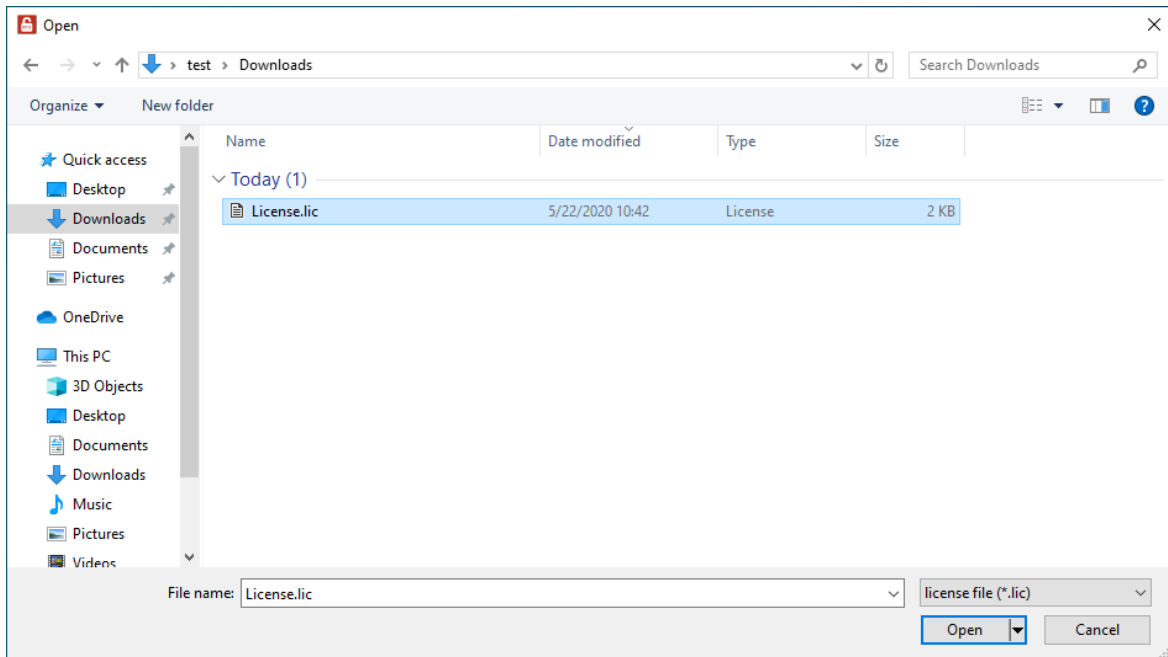 Open
test > Downloads
Search Downloads
Organize
New folder
Name Date modified Type Size
Quick access
Desktop
Downloads
Documents
Pictures
OneDrive
This PC
3D Objects
Desktop
Documents
Downloads
Music
Pictures
Videos
Today (1)
License.lic 5/22/2020 10:42 License 2 KB
File name: License.lic
license file (*.lic)
Open
Cancel